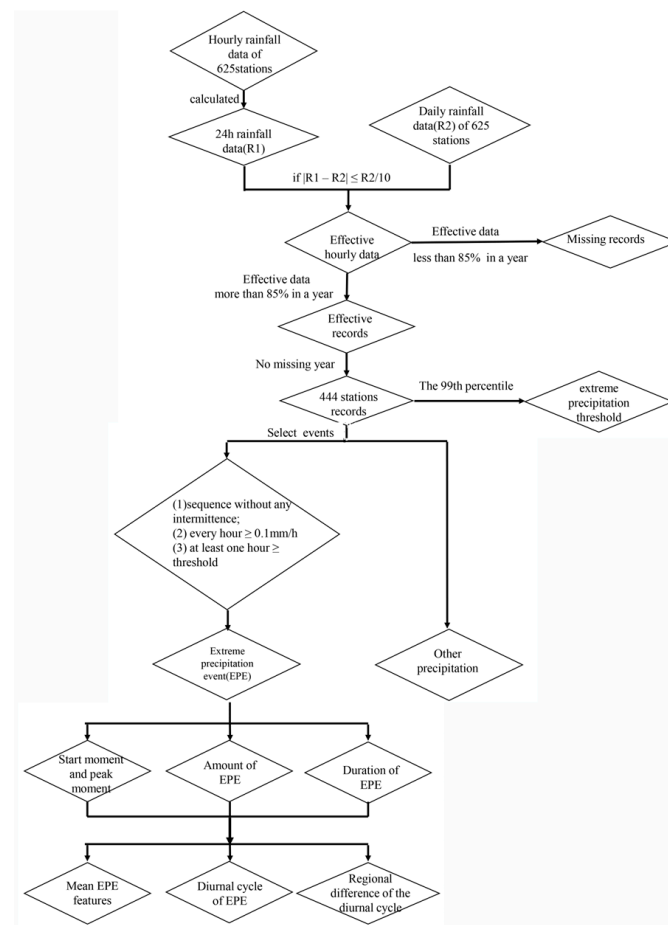 Hourly rainfall
data of
625stations
calculated
24h rainfall
data(R1)
Daily rainfall
data(R2) of 625
stations
if |R1 – R2| ≤ R2/10
Effective
hourly data
Effective data
less than 85% in a year
Missing records
Effective data
more than 85% in a year
Effective
records
No missing year
444 stations
records
The 99th percentile
extreme
precipitation
threshold
Select events
(1)sequence without any
intermittence;
(2) every hour ≥ 0.1mm/h
(3) at least one hour ≥
threshold
Extreme
precipitation
event(EPE)
Other
precipitation
Start moment
and peak
moment
Amount of
EPE
Duration of
EPE
Mean EPE
features
Diurnal cycle
of EPE
Regional
difference of the
diurnal cycle